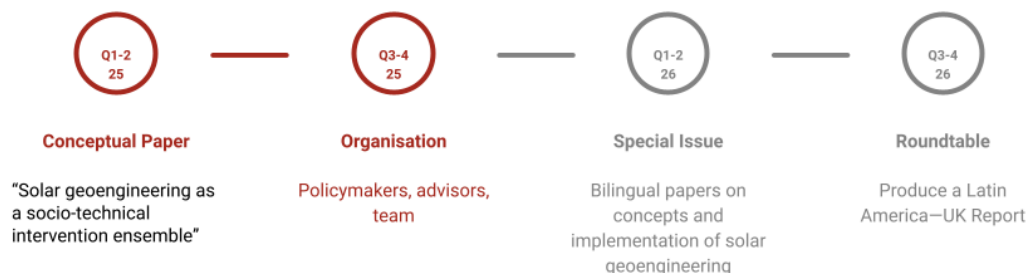 Q1-2
25
Q3-4
25
Q1-2
26
Q3-4
26
Conceptual Paper
Organisation
Special Issue
Roundtable
“Solar geoengineering as
a socio-technical
intervention ensemble”
Policymakers, advisors,
team
Bilingual papers on
concepts and
implementation of solar
geoengineering
Produce a Latin
America—UK Report